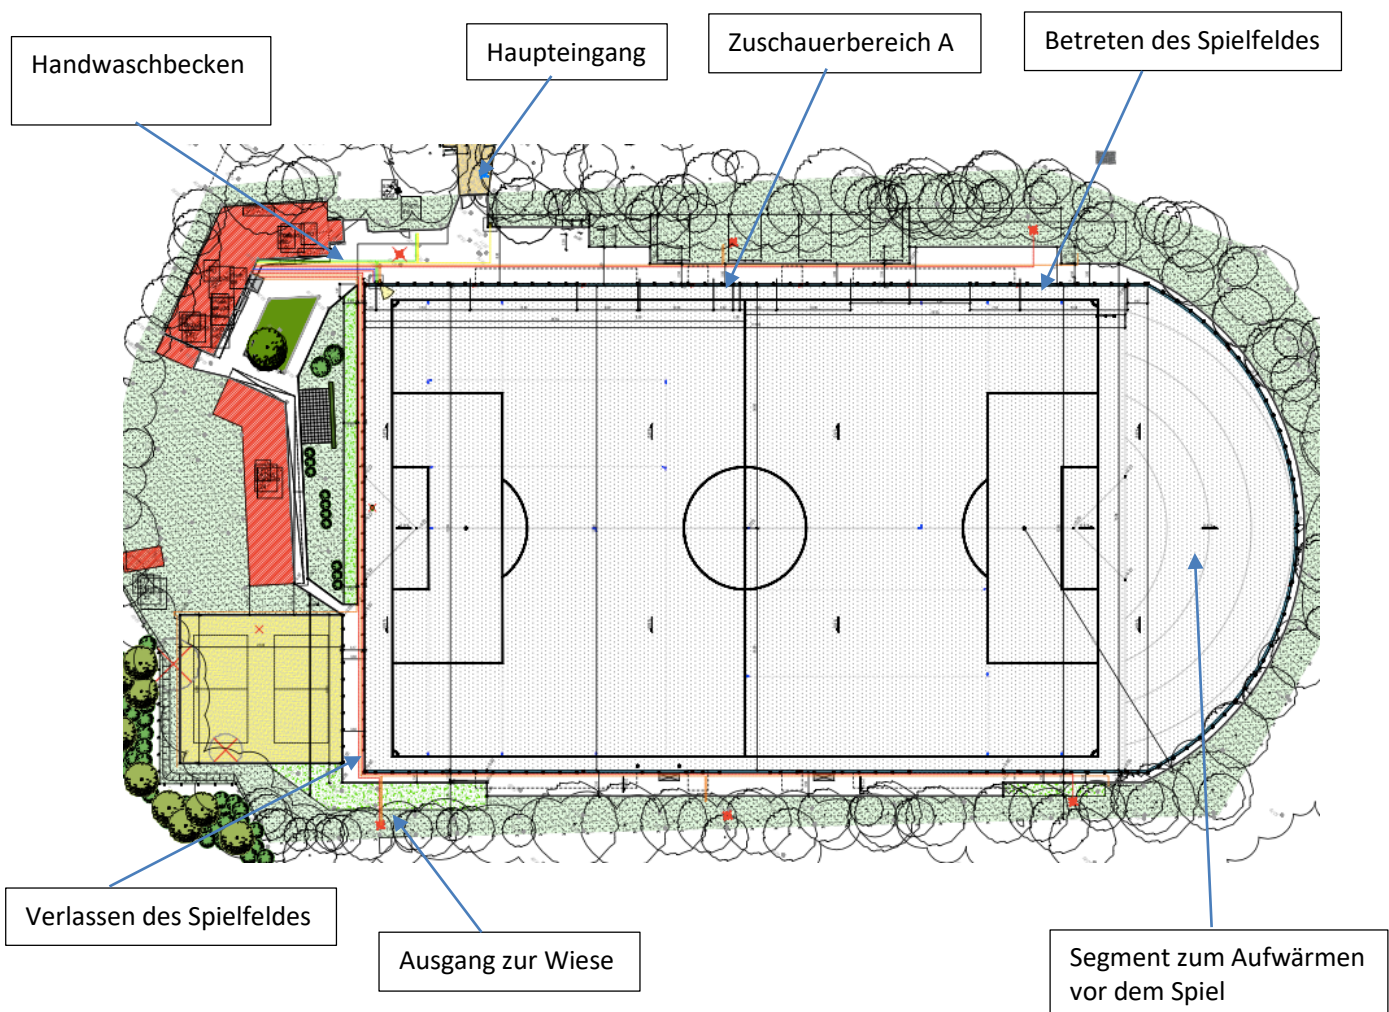 Handwaschbecken
Haupteingang
Zuschauerbereich A
Betreten des Spielfeldes
Verlassen des Spielfeldes
Ausgang zur Wiese
Segment zum Aufwärmen
vor dem Spiel